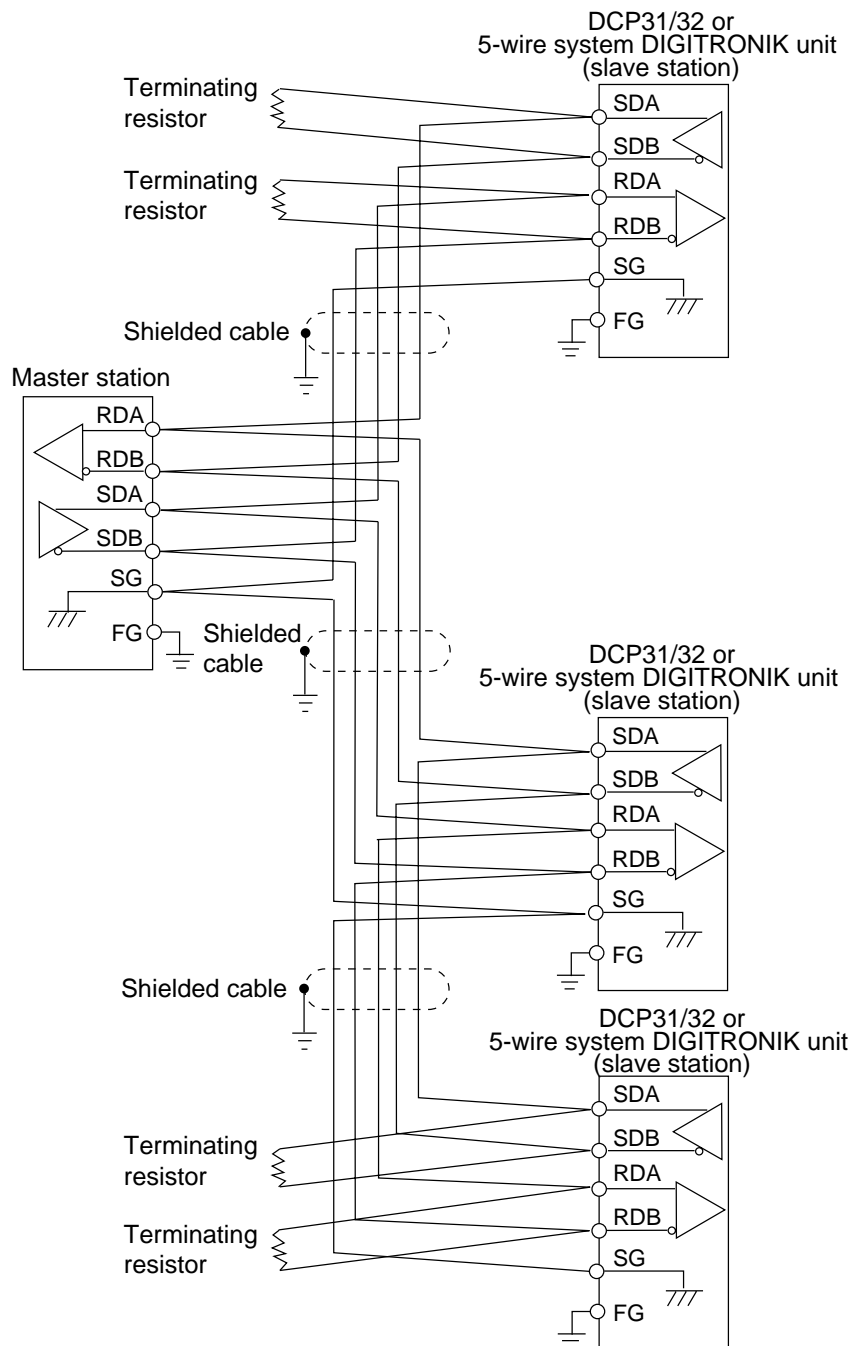 DCP31/32 or
5-wire system DIGITRONIK unit
(slave station)
Terminating
resistor
SDA
SDB
Terminating
resistor
RDA
RDB
SG
Shielded cable
FG
Master station
RDA
RDB
SDA
SDB
SG
FG
Shielded
cable
DCP31/32 or
5-wire system DIGITRONIK unit
(slave station)
SDA
SDB
RDA
RDB
SG
FG
Shielded cable
DCP31/32 or
5-wire system DIGITRONIK unit
(slave station)
SDA
Terminating
resistor
SDB
RDA
Terminating
resistor
RDB
SG
FG